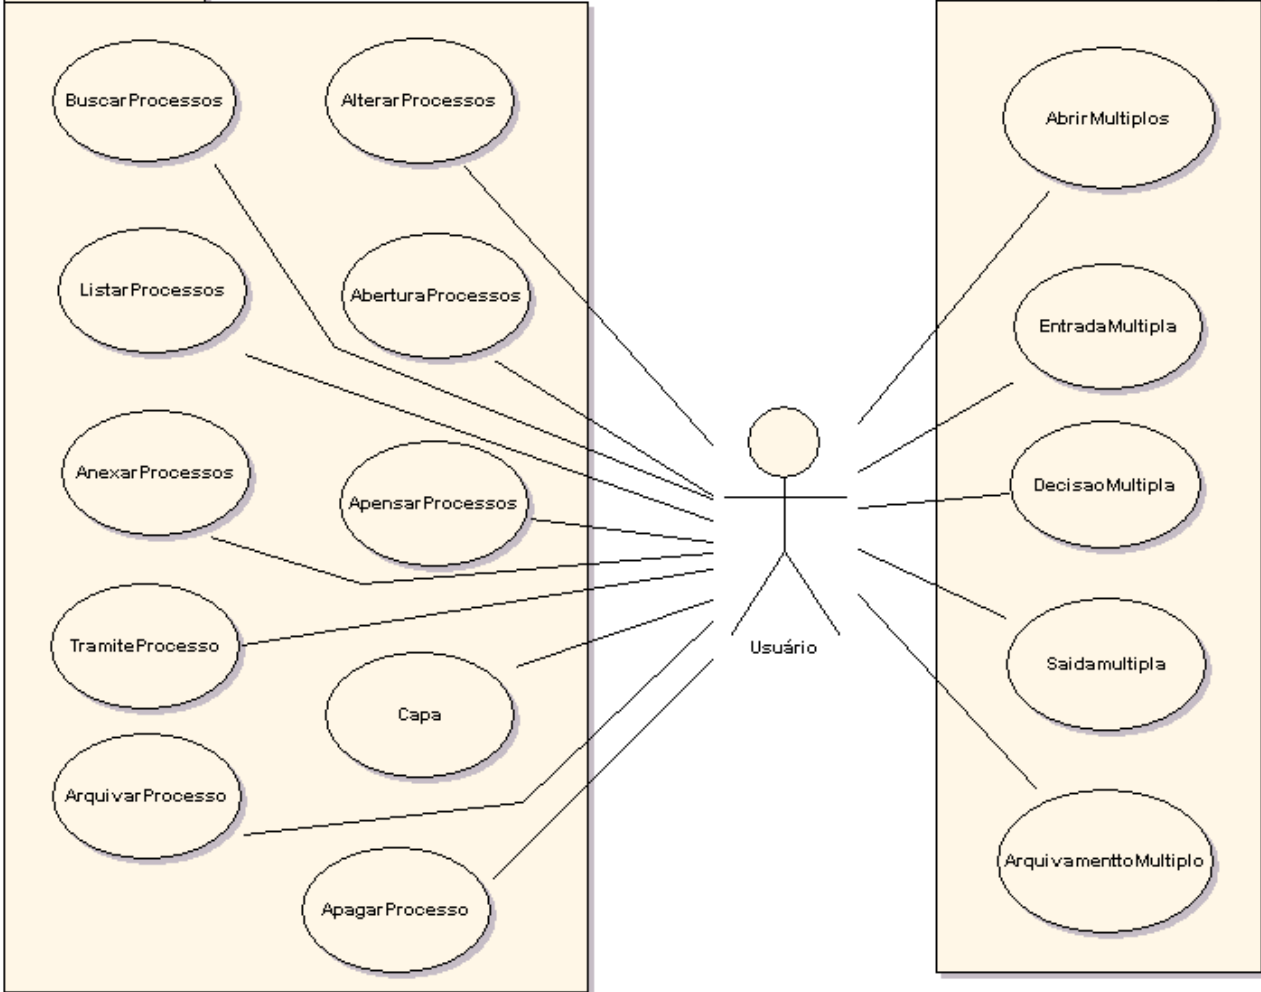 BuscarProcessos
AlterarProcessos
ListarProcessos
AberturaProcessos
AnexarProcessos
ApensarProcessos
TramiteProcesso
Capa
ArquivarProcesso
ApagarProcesso
Usuário
AbrirMultiplos
EntradaMultipla
DecisaoMultipla
Saidamultipla
ArquivamenttoMultiplo